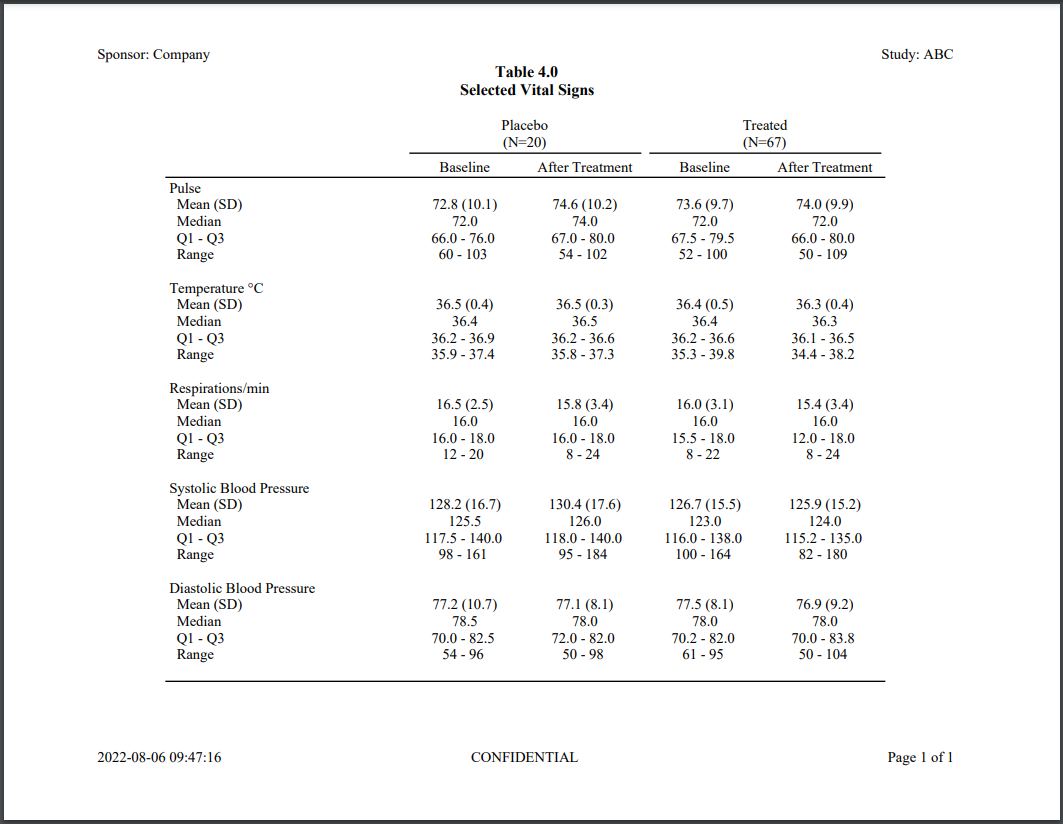 Sponsor: Company Study: ABC
Table 4.0
Selected Vital Signs
Placebo Treated
(N=20) (N=67)
Baseline After Treatment Baseline After Treatment
Pulse
Mean (SD) 72.8 (10.1) 74.6 (10.2) 73.6 (9.7) 74.0 (9.9)
Median 72.0 74.0 72.0 72.0
Q1 - Q3 66.0 - 76.0 67.0 - 80.0 67.5 - 79.5 66.0 - 80.0
Range 60 - 103 54 - 102 52 - 100 50 - 109
Temperature °C
Mean (SD) 36.5 (0.4) 36.5 (0.3) 36.4 (0.5) 36.3 (0.4)
Median 36.4 36.5 36.4 36.3
Q1 - Q3 36.2 - 36.9 36.2 - 36.6 36.2 - 36.6 36.1 - 36.5
Range 35.9 - 37.4 35.8 - 37.3 35.3 - 39.8 34.4 - 38.2
Respirations/min
Mean (SD) 16.5 (2.5) 15.8 (3.4) 16.0 (3.1) 15.4 (3.4)
Median 16.0 16.0 16.0 16.0
Q1 - Q3 16.0 - 18.0 16.0 - 18.0 15.5 - 18.0 12.0 - 18.0
Range 12 - 20 8 - 24 8 - 22 8 - 24
Systolic Blood Pressure
Mean (SD) 128.2 (16.7) 130.4 (17.6) 126.7 (15.5) 125.9 (15.2)
Median 125.5 126.0 123.0 124.0
Q1 - Q3 117.5 - 140.0 118.0 - 140.0 116.0 - 138.0 115.2 - 135.0
Range 98 - 161 95 - 184 100 - 164 82 - 180
Diastolic Blood Pressure
Mean (SD) 77.2 (10.7) 77.1 (8.1) 77.5 (8.1) 76.9 (9.2)
Median 78.5 78.0 78.0 78.0
Q1 - Q3 70.0 - 82.5 72.0 - 82.0 70.2 - 82.0 70.0 - 83.8
Range 54 - 96 50 - 98 61 - 95 50 - 104
2022-08-06 09:47:16 CONFIDENTIAL Page 1 of 1